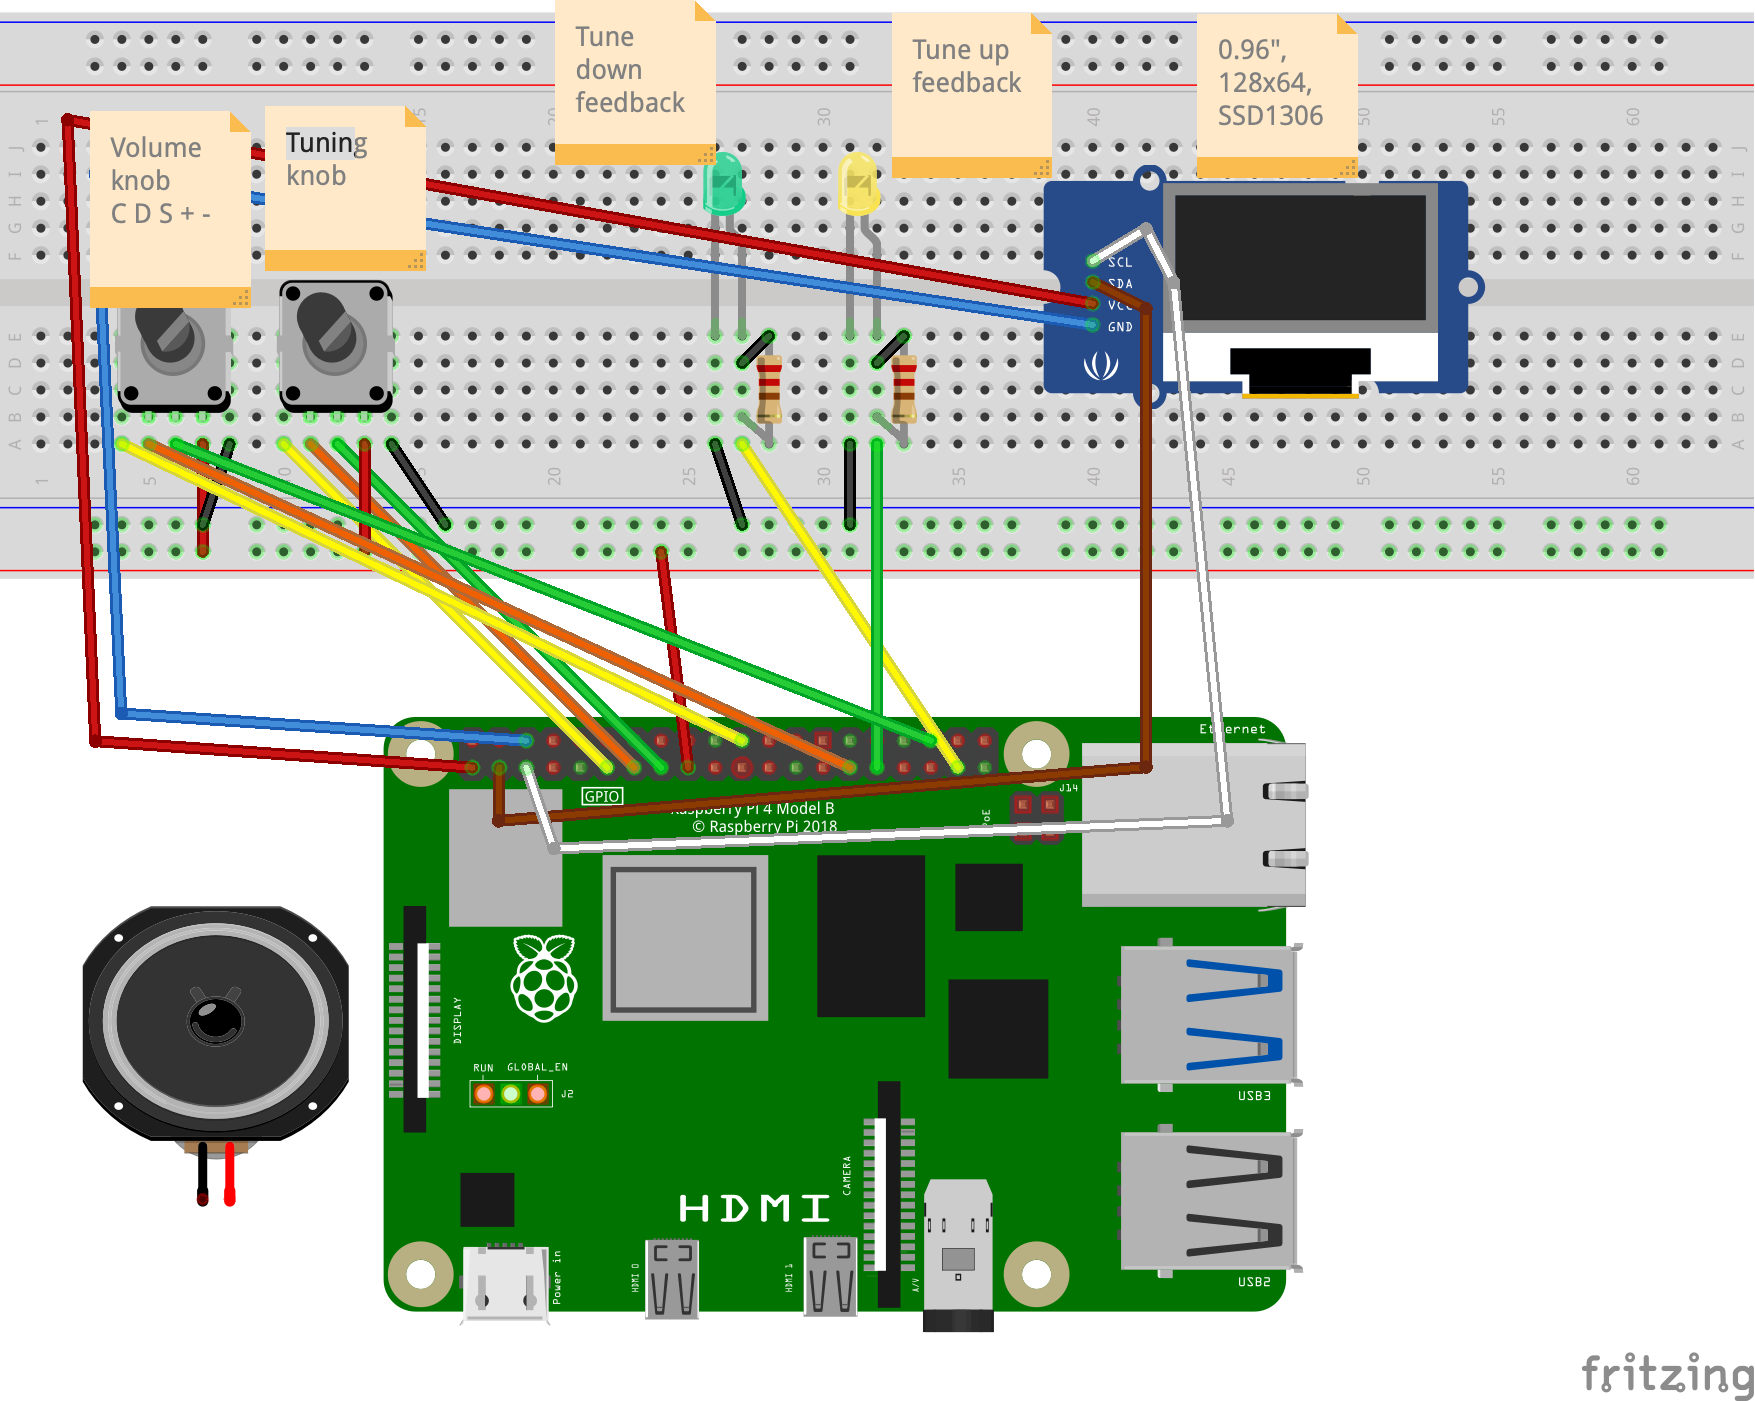 Tune
down
feedback
Tune up
feedback
0.96",
128x64,
SSD1306
Volume
knob
C D S + -
Tuning
knob
1
15
20
30
40
50
55
60
J
I
H
G
F
J
I
H
G
F
SCL
SDA
VCC
GND
E
D
C
B
A
E
D
C
B
A
1
5
10
15
20
25
35
40
45
50
55
60
Ethernet
GPIO
J14
PoE
Raspberry Pi 4 Model B
© Raspberry Pi 2018
DISPLAY
RUN GLOBAL_EN
J2
USB3
CAMERA
HDMI
Power in
HDMI 0
HDMI 1
A/V
USB2
fritzing